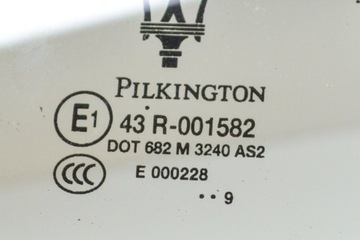 PILKINGTON
E1 43 R-001582
DOT 682 M 3240 AS2
CCC E 000228
•• 9